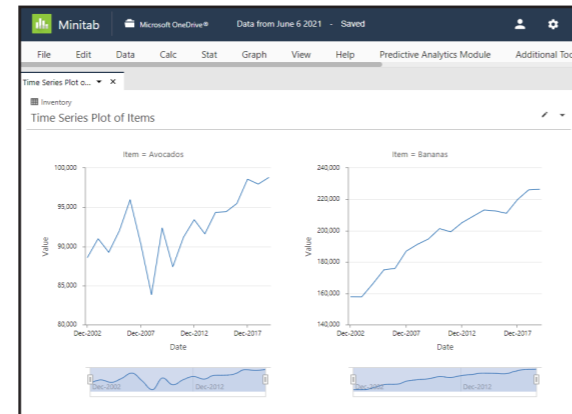 Minitab Microsoft OneDrive® Data from June 6 2021 - Saved
File Edit Data Calc Stat Graph View Help Predictive Analytics Module Additional Too
Time Series Plot o...
Inventory
Time Series Plot of Items
Item = Avocados
100,000
95,000
90,000
85,000
80,000
Value
Dec-2002 Dec-2007 Dec-2012 Dec-2017
Date
Dec-2002 Dec-2012
Item = Bananas
240,000
220,000
200,000
180,000
160,000
140,000
Value
Dec-2002 Dec-2007 Dec-2012 Dec-2017
Date
Dec-2002 Dec-2012